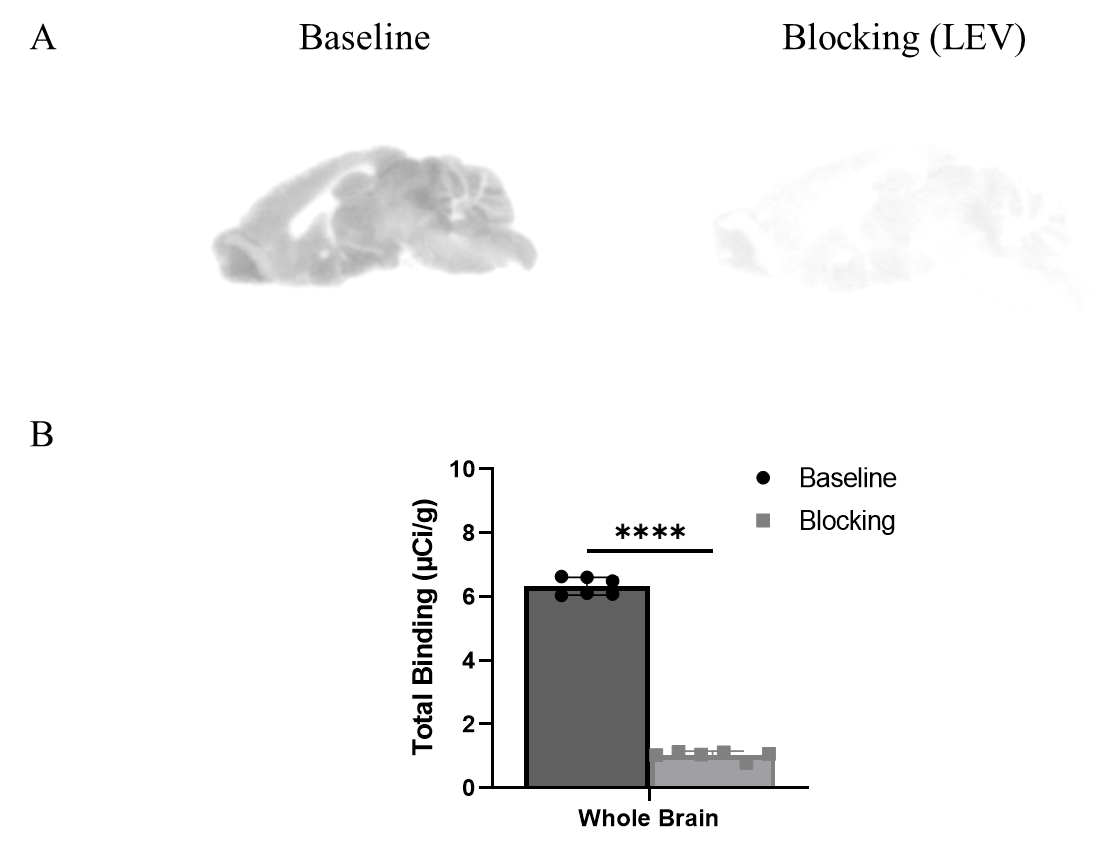 A
Baseline
Blocking (LEV)
B
10
8
6
4
2
0
Total Binding (µCi/g)
****
Baseline
Blocking
Whole Brain